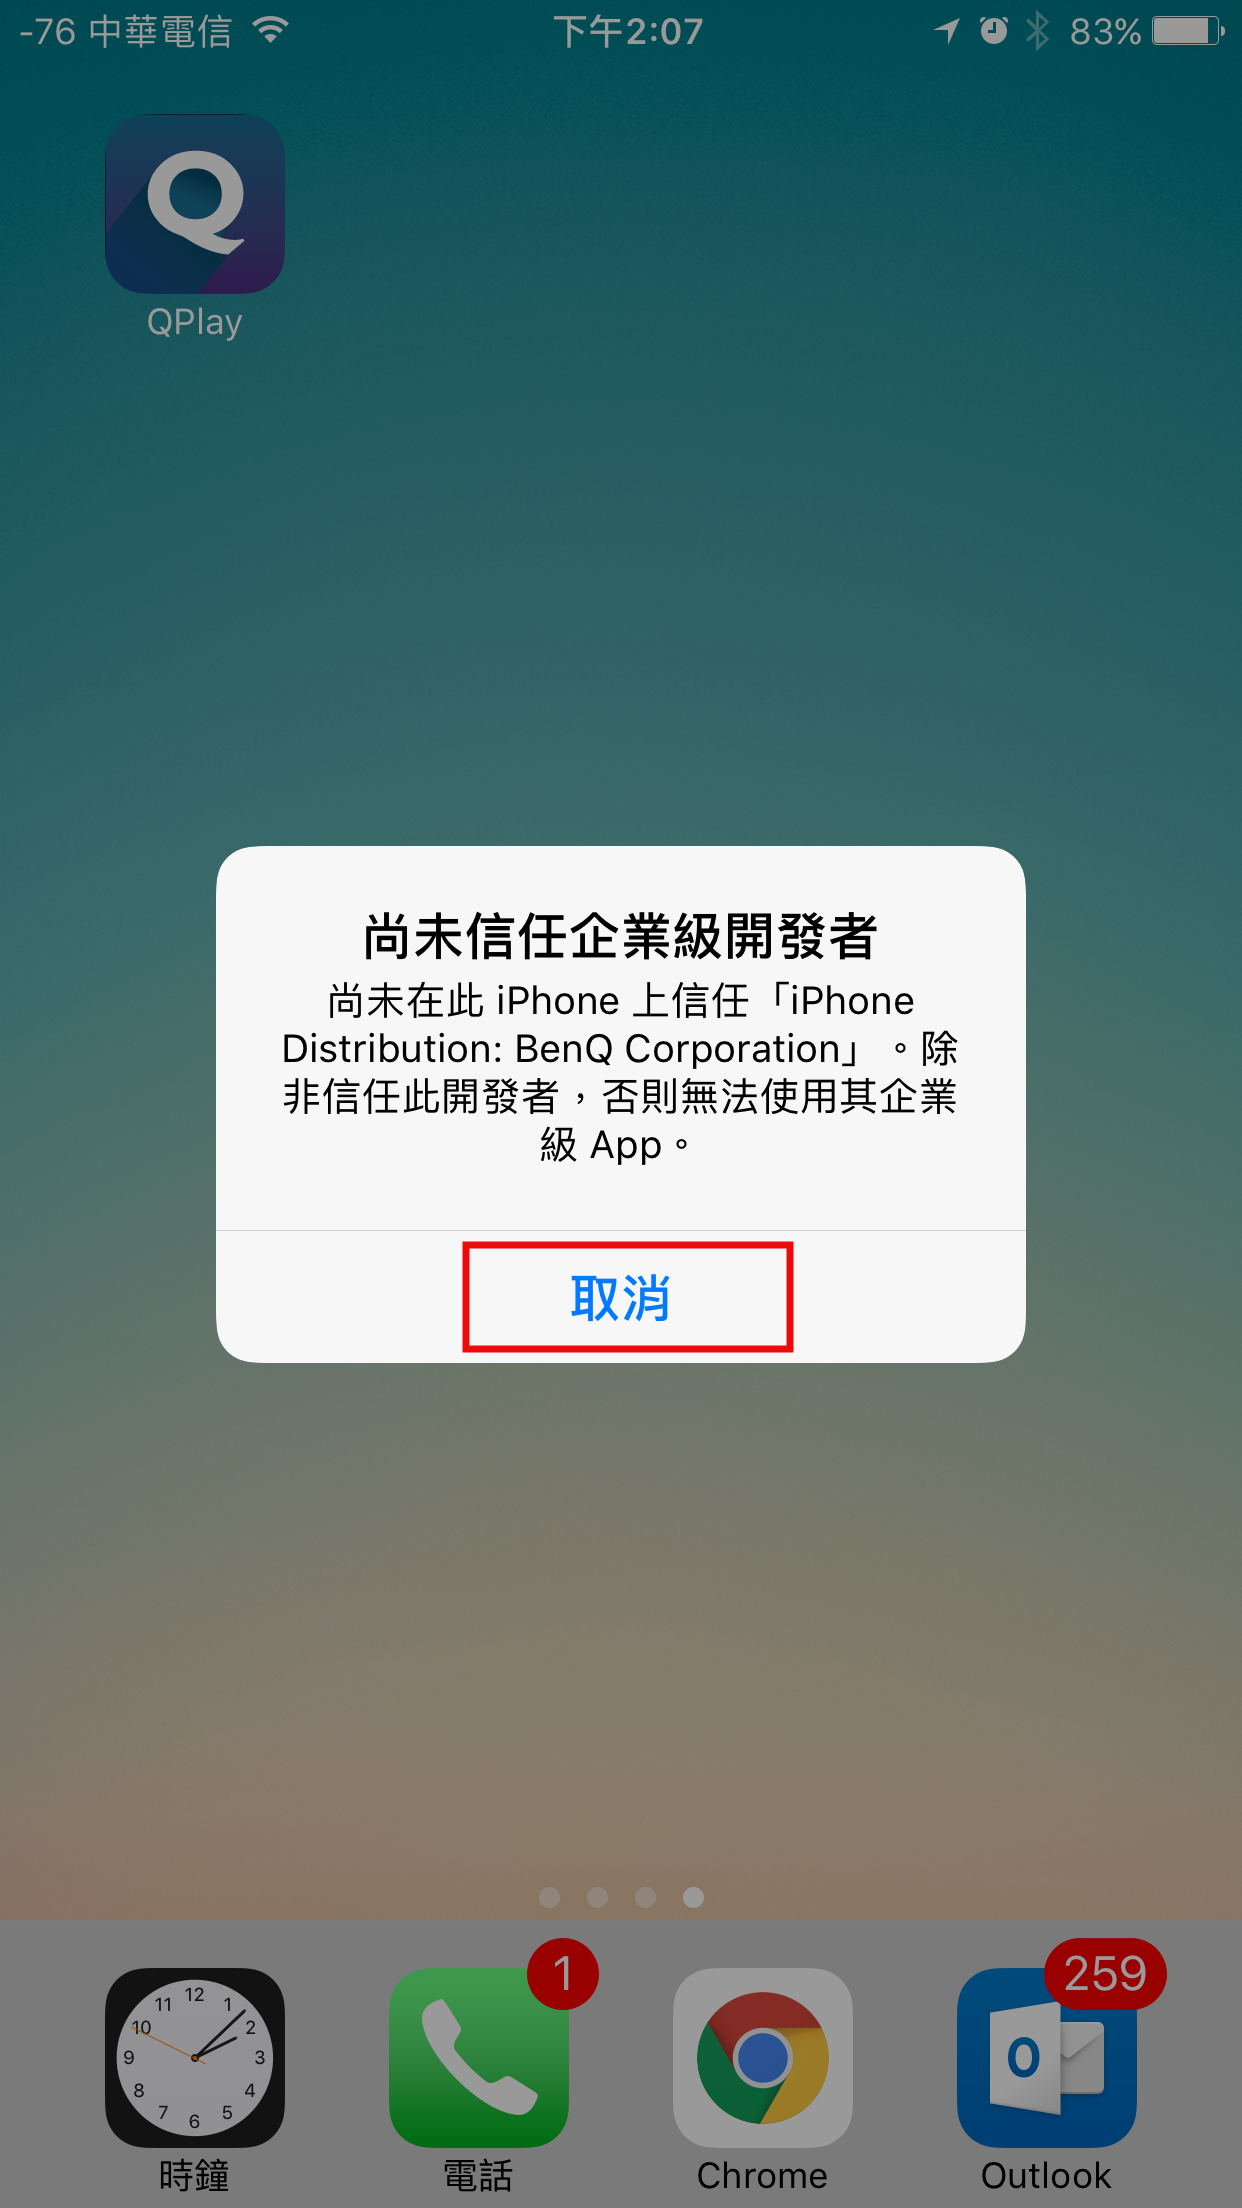 -76 中華電信
下午2:07
83%
Q
QPlay
尚未信任企業級開發者
尚未在此 iPhone 上信任「iPhone
Distribution: BenQ Corporation」。除
非信任此開發者，否則無法使用其企業
級 App。
取消
12
11
1
10
2
9
3
8
4
7
5
6
1
259
O
時鐘
電話
Chrome
Outlook